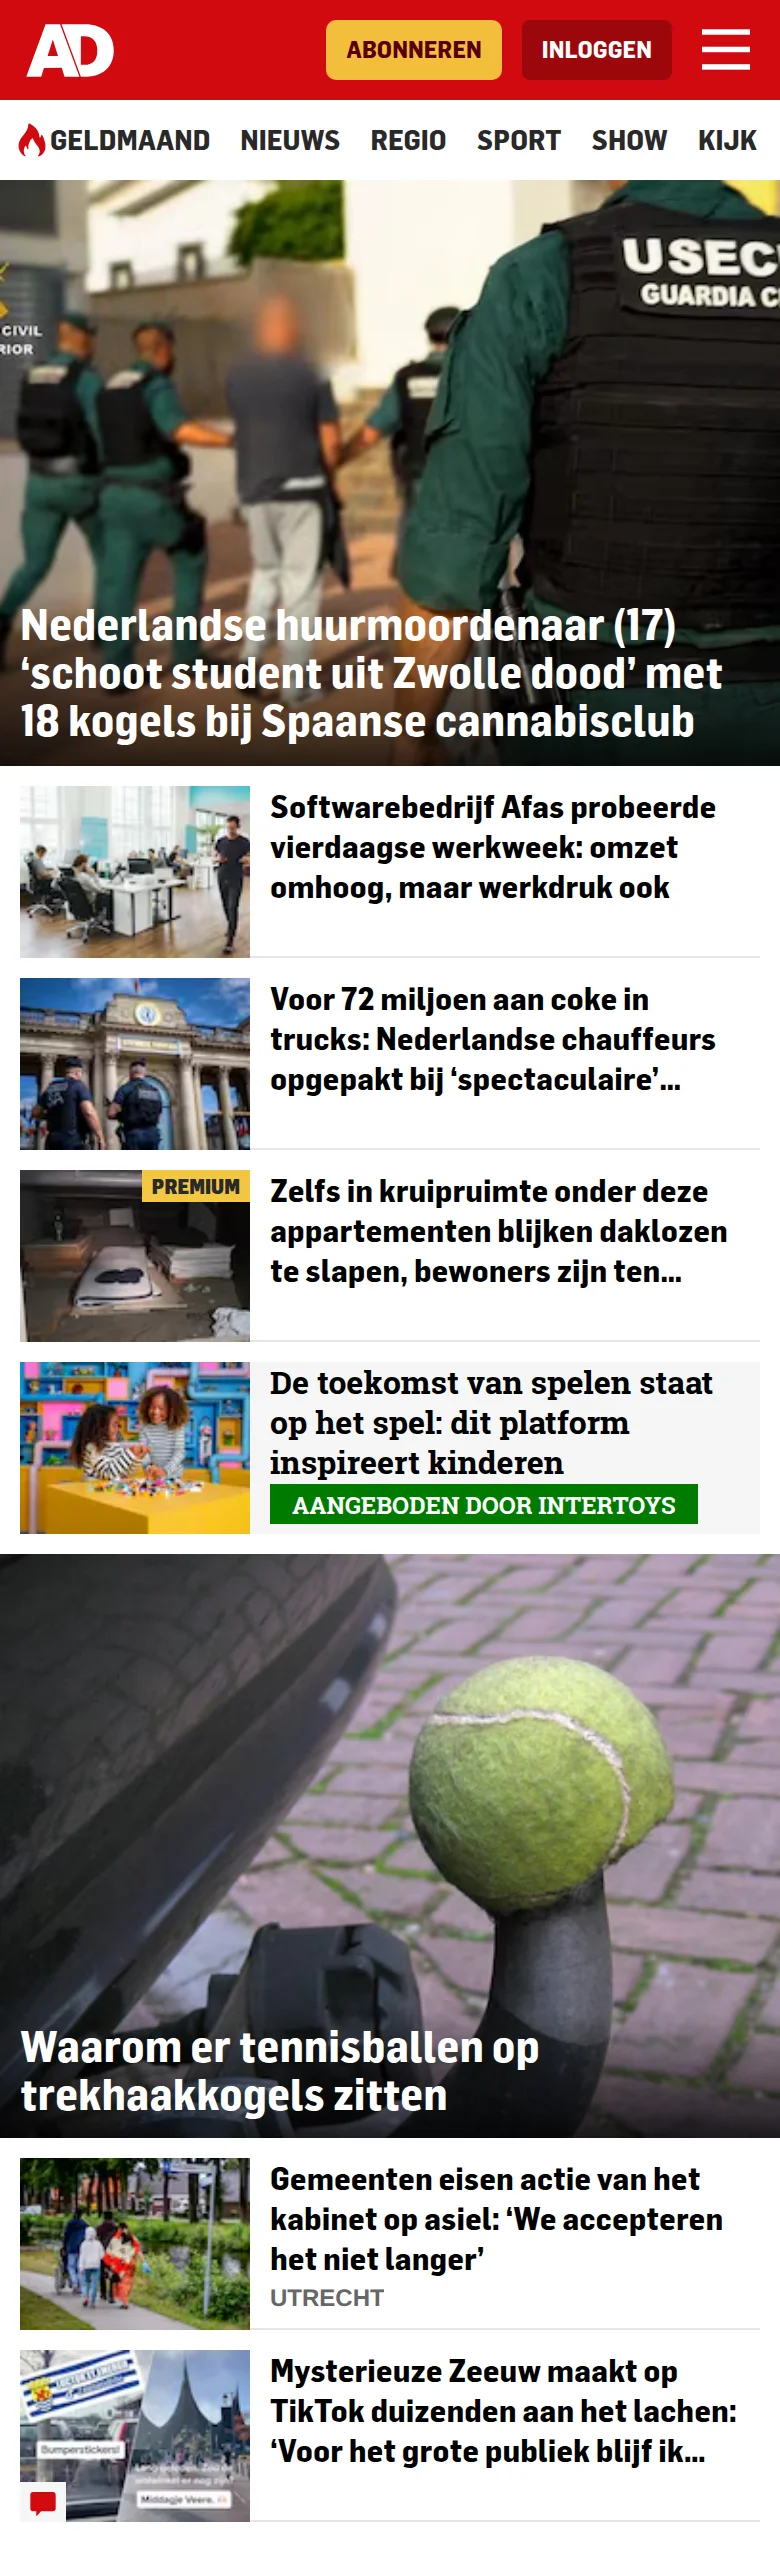 AD
ABONNEREN
INLOGGEN
GELDMAAND NIEUWS REGIO SPORT SHOW KIJK
USEC
GUARDIA C
CIVIL
RIOR
Nederlandse huurmoordenaar (17)
‘schoot student uit Zwolle dood’ met
18 kogels bij Spaanse cannabisclub
Softwarebedrijf Afas probeerde
vierdaagse werkweek: omzet
omhoog, maar werkdruk ook
Voor 72 miljoen aan coke in
trucks: Nederlandse chauffeurs
opgepakt bij ‘spectaculaire’...
PREMIUM
Zelfs in kruipruimte onder deze
appartementen blijken daklozen
te slapen, bewoners zijn ten...
De toekomst van spelen staat
op het spel: dit platform
inspireert kinderen
AANGEBODEN DOOR INTERTOYS
Waarom er tennisballen op
trekhaakkogels zitten
Gemeenten eisen actie van het
kabinet op asiel: ‘We accepteren
het niet langer’
UTRECHT
Mysterieuze Zeeuw maakt op
TikTok duizenden aan het lachen:
‘Voor het grote publiek blijf ik...
Bumperstickers!
Middagje Veere.